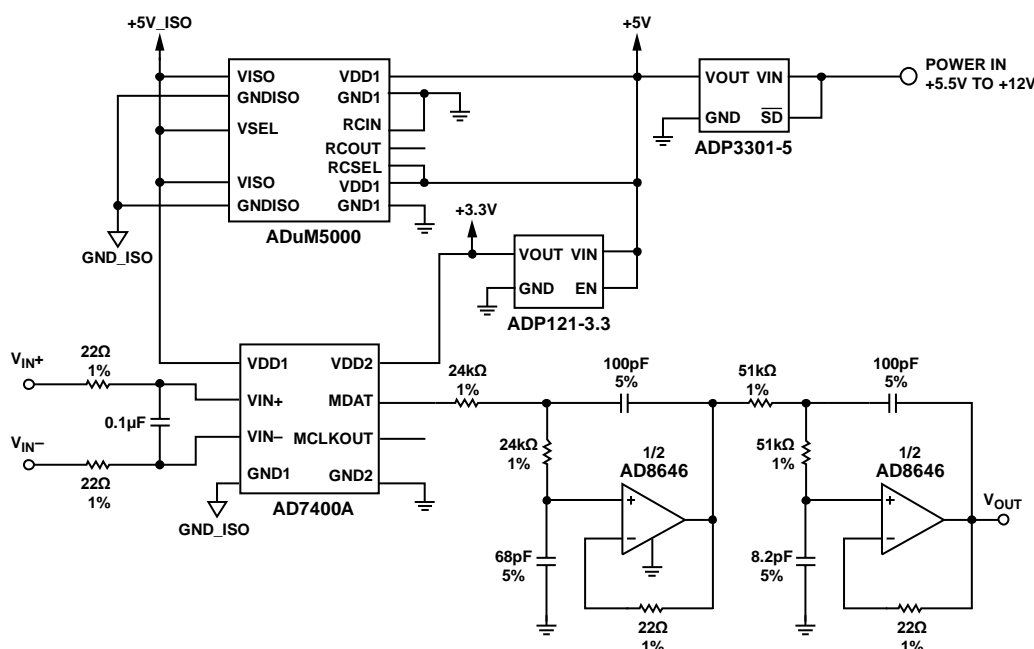 +5V_ISO
+5V
POWER IN
+5.5V TO +12V
VISO
GNDISO
VSEL
VISO
GNDISO
VDD1
GND1
RCIN
RCOUT
RCSEL
VDD1
GND1
ADuM5000
GND_ISO
VOUT VIN
GND SD
ADP3301-5
+3.3V
VOUT VIN
GND EN
ADP121-3.3
VIN+
22Ω
1%
0.1µF
VIN–
22Ω
1%
VDD1
VIN+
VIN–
GND1
VDD2
MDAT
MCLKOUT
GND2
AD7400A
GND_ISO
24kΩ
1%
24kΩ
1%
100pF
5%
1/2
AD8646
+
–
68pF
5%
22Ω
1%
51kΩ
1%
51kΩ
1%
100pF
5%
1/2
AD8646
+
–
8.2pF
5%
22Ω
1%
VOUT